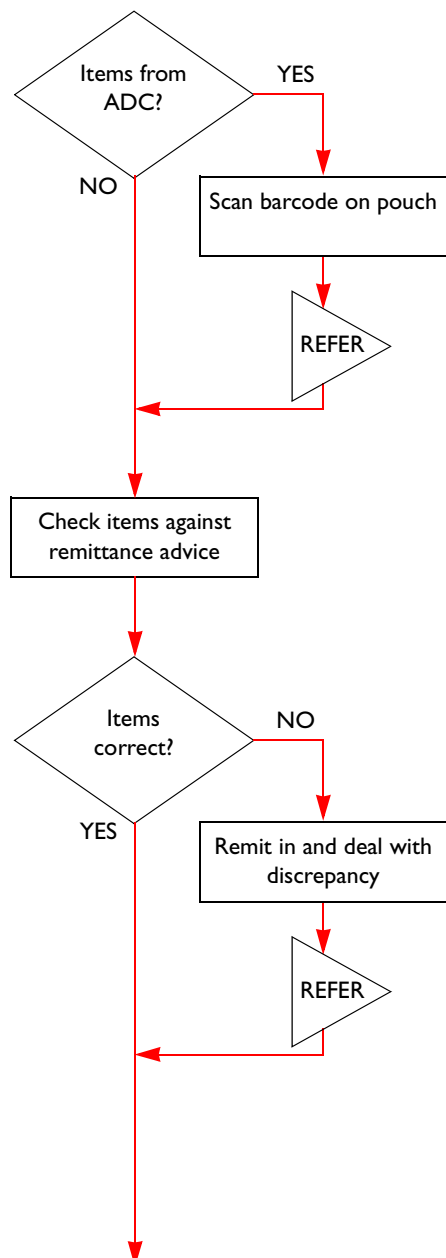 Items from
ADC?
YES
NO
Scan barcode on pouch
REFER
Check items against
remittance advice
Items
correct?
NO
YES
Remit in and deal with
discrepancy
REFER